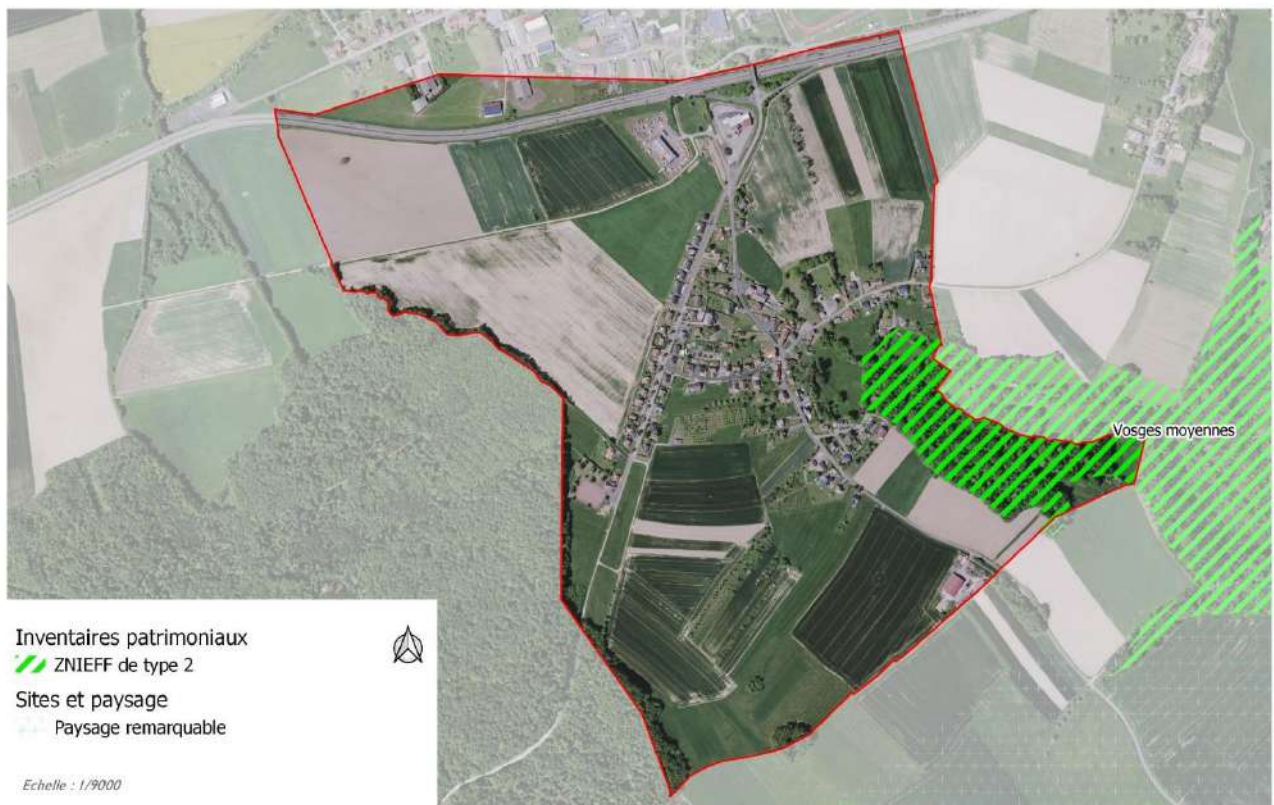 Vosges moyennes
Inventaires patrimoniaux
ZNIEFF de type 2
Sites et paysage
Paysage remarquable
Echelle : 1/9000